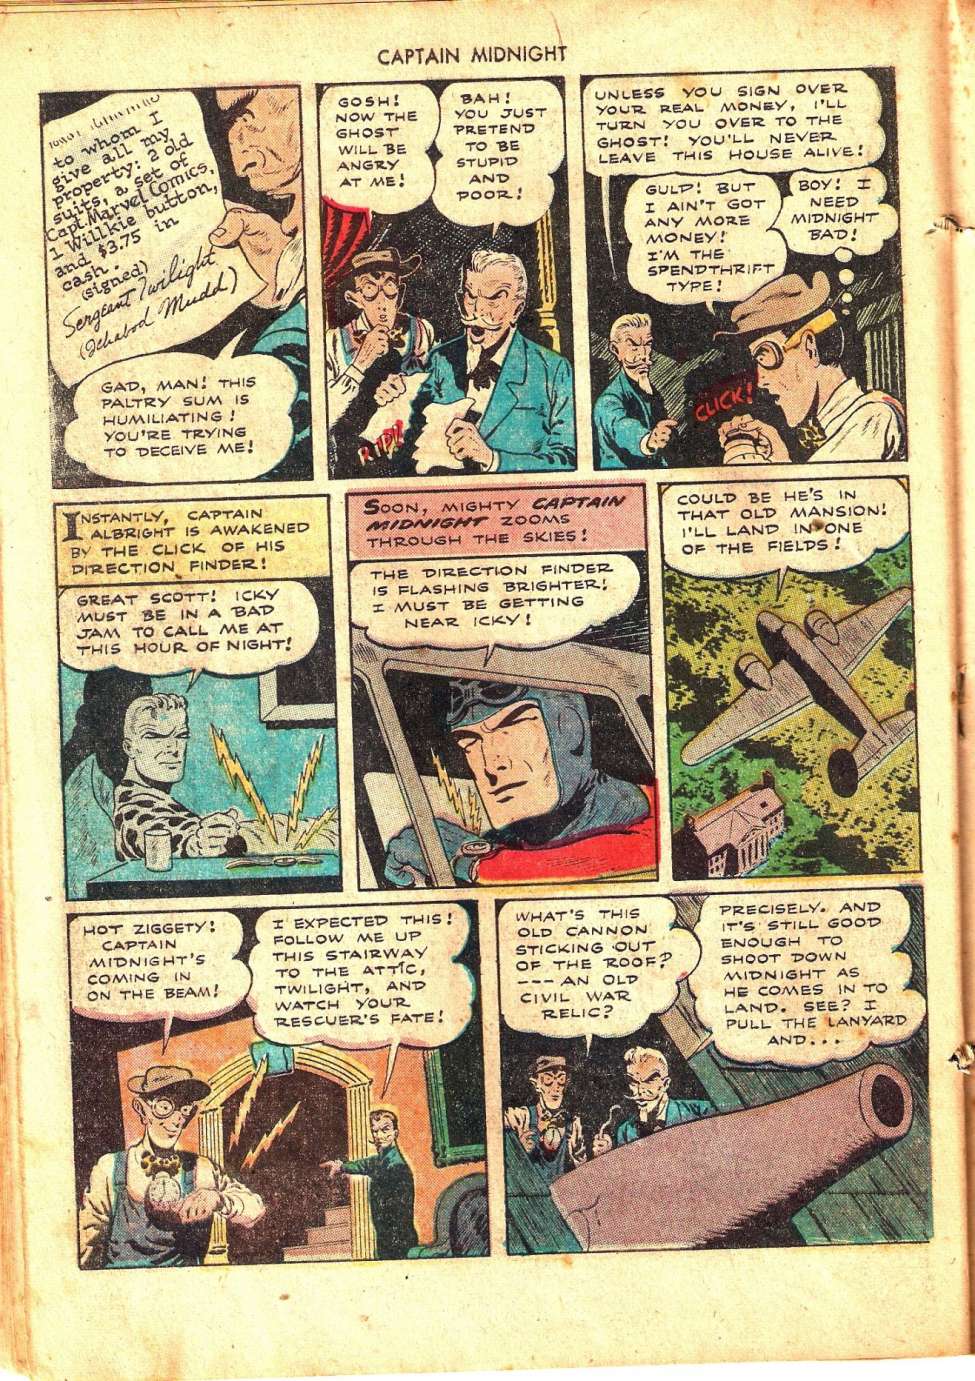 CAPTAIN MIDNIGHT
to whom I
give all my
property: 2 old
suits, a set of
Capt. Marvel Comics,
1 Willkie button,
and $3.75 in
cash.
(signed)
Sergeant Twilight
(Ichabod Mudd)
GAD, MAN! THIS
PALTRY SUM IS
HUMILIATING!
YOU'RE TRYING
TO DECEIVE ME!
GOSH!
NOW THE
GHOST
WILL BE
ANGRY
AT ME!
BAH!
YOU JUST
PRETEND
TO BE
STUPID
AND
POOR!
RIPP!
UNLESS YOU SIGN OVER
YOUR REAL MONEY, I'LL
TURN YOU OVER TO THE
GHOST! YOU'LL NEVER
LEAVE THIS HOUSE ALIVE!
GULD! BUT
I AIN'T GOT
ANY MORE
MONEY!
I'M THE
SPENDTHRIFT
TYPE!
BOY! I
NEED
MIDNIGHT
BAD!
CLICK!
INSTANTLY, CAPTAIN
ALBRIGHT IS AWAKENED
BY THE CLICK OF HIS
DIRECTION FINDER!
GREAT SCOTT! ICKY
MUST BE IN A BAD
JAM TO CALL ME AT
THIS HOUR OF NIGHT!
SOON, MIGHTY CAPTAIN
MIDNIGHT ZOOMS
THROUGH THE SKIES!
THE DIRECTION FINDER
IS FLASHING BRIGHTER!
I MUST BE GETTING
NEAR ICKY!
COULD BE HE'S IN
THAT OLD MANSION!
I'LL LAND IN ONE
OF THE FIELDS!
HOT ZIGGETY!
CAPTAIN
MIDNIGHT'S
COMING IN
ON THE BEAM!
I EXPECTED THIS!
FOLLOW ME UP
THIS STAIRWAY
TO THE ATTIC,
TWILIGHT, AND
WATCH YOUR
RESCUER'S FATE!
WHAT'S THIS
OLD CANNON
STICKING OUT
OF THE ROOF?
--- AN OLD
CIVIL WAR
RELIC?
PRECISELY. AND
IT'S STILL GOOD
ENOUGH TO
SHOOT DOWN
MIDNIGHT AS
HE COMES IN TO
LAND. SEE? I
PULL THE LANYARD
AND...